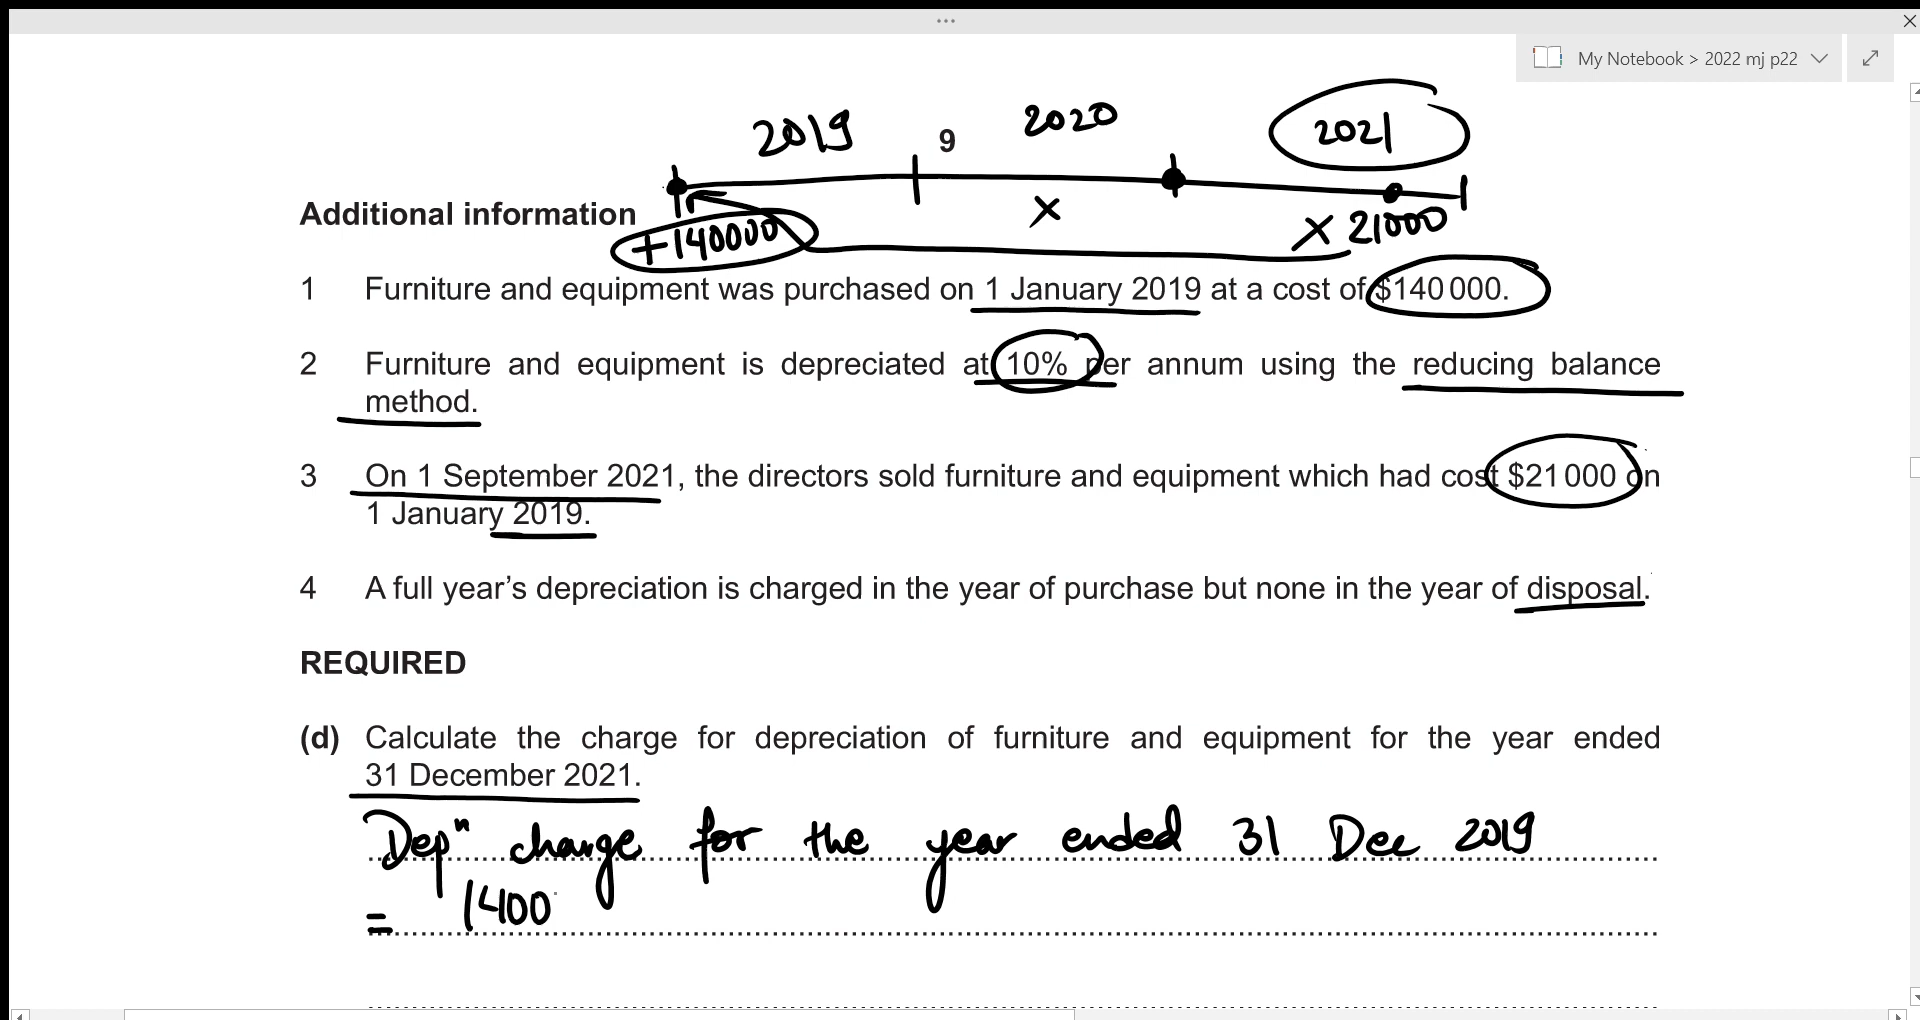 My Notebook > 2022 mj p22
2019 9 2020 2021
Additional information
+140000 x x 21000
1 Furniture and equipment was purchased on 1 January 2019 at a cost of $140 000.
2 Furniture and equipment is depreciated at 10% per annum using the reducing balance
method.
3 On 1 September 2021, the directors sold furniture and equipment which had cost $21 000 on
1 January 2019.
4 A full year’s depreciation is charged in the year of purchase but none in the year of disposal.
REQUIRED
(d) Calculate the charge for depreciation of furniture and equipment for the year ended
31 December 2021.
Depⁿ charge for the year ended 31 Dec 2019
= 1400